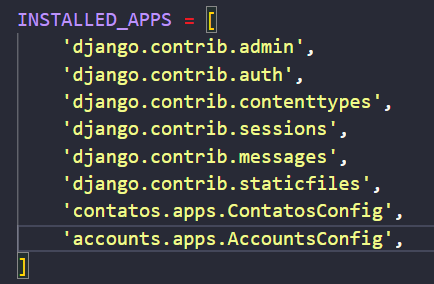 INSTALLED_APPS = [
    'django.contrib.admin',
    'django.contrib.auth',
    'django.contrib.contenttypes',
    'django.contrib.sessions',
    'django.contrib.messages',
    'django.contrib.staticfiles',
    'contatos.apps.ContatosConfig',
    'accounts.apps.AccountsConfig',
]